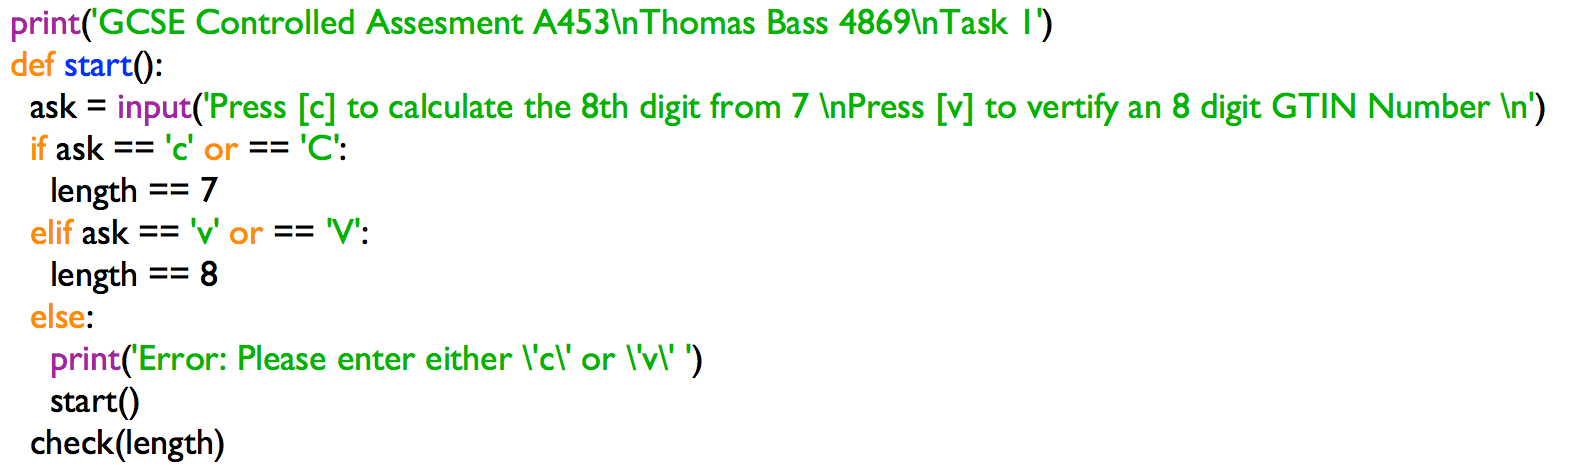 print('GCSE Controlled Assesment A453\nThomas Bass 4869\nTask 1')
def start():
  ask = input('Press [c] to calculate the 8th digit from 7 \nPress [v] to vertify an 8 digit GTIN Number \n')
  if ask == 'c' or == 'C':
    length == 7
  elif ask == 'v' or == 'V':
    length == 8
  else:
    print('Error: Please enter either \'c\' or \'v\' ')
    start()
  check(length)